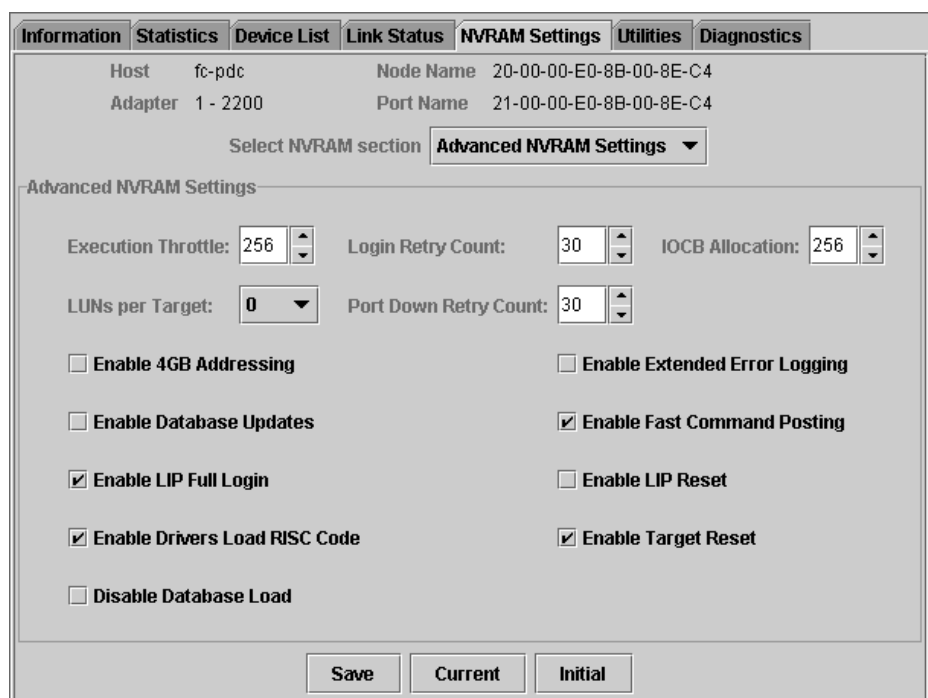 Information Statistics Device List Link Status NVRAM Settings Utilities Diagnostics
Host fc-pdc Node Name 20-00-00-E0-8B-00-8E-C4
Adapter 1 - 2200 Port Name 21-00-00-E0-8B-00-8E-C4
Select NVRAM section Advanced NVRAM Settings
Advanced NVRAM Settings
Execution Throttle: 256 Login Retry Count: 30 IOCB Allocation: 256
LUNs per Target: 0 Port Down Retry Count: 30
Enable 4GB Addressing Enable Extended Error Logging
Enable Database Updates Enable Fast Command Posting
Enable LIP Full Login Enable LIP Reset
Enable Drivers Load RISC Code Enable Target Reset
Disable Database Load
Save Current Initial